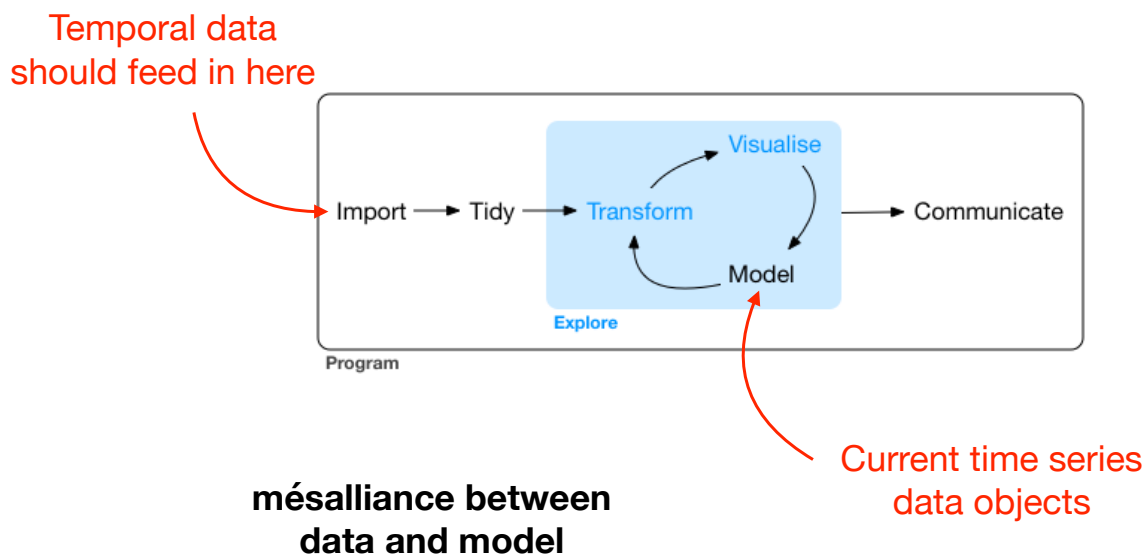 Temporal data
should feed in here
Visualise
Import
Tidy
Transform
Communicate
Model
Explore
Program
Current time series
data objects
mésalliance between
data and model